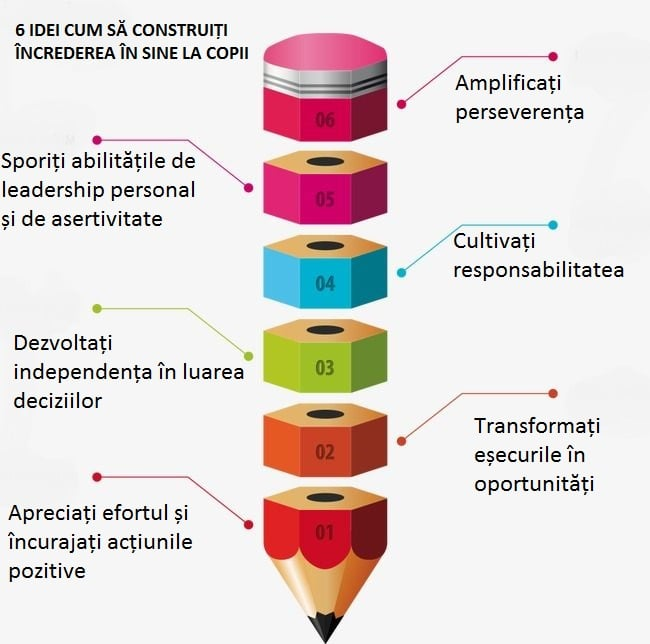 6 IDEI CUM SĂ CONSTRUIȚI
ÎNCREDEREA ÎN SINE LA COPII
06
Amplificați
perseverența
05
Sporiți abilitățile de
leadership personal
și de asertivitate
04
Cultivați
responsabilitatea
03
Dezvoltați
independența în luarea
deciziilor
02
Transformați
eșecurile în
oportunități
01
Apreciați efortul și
încurajați acțiunile
pozitive